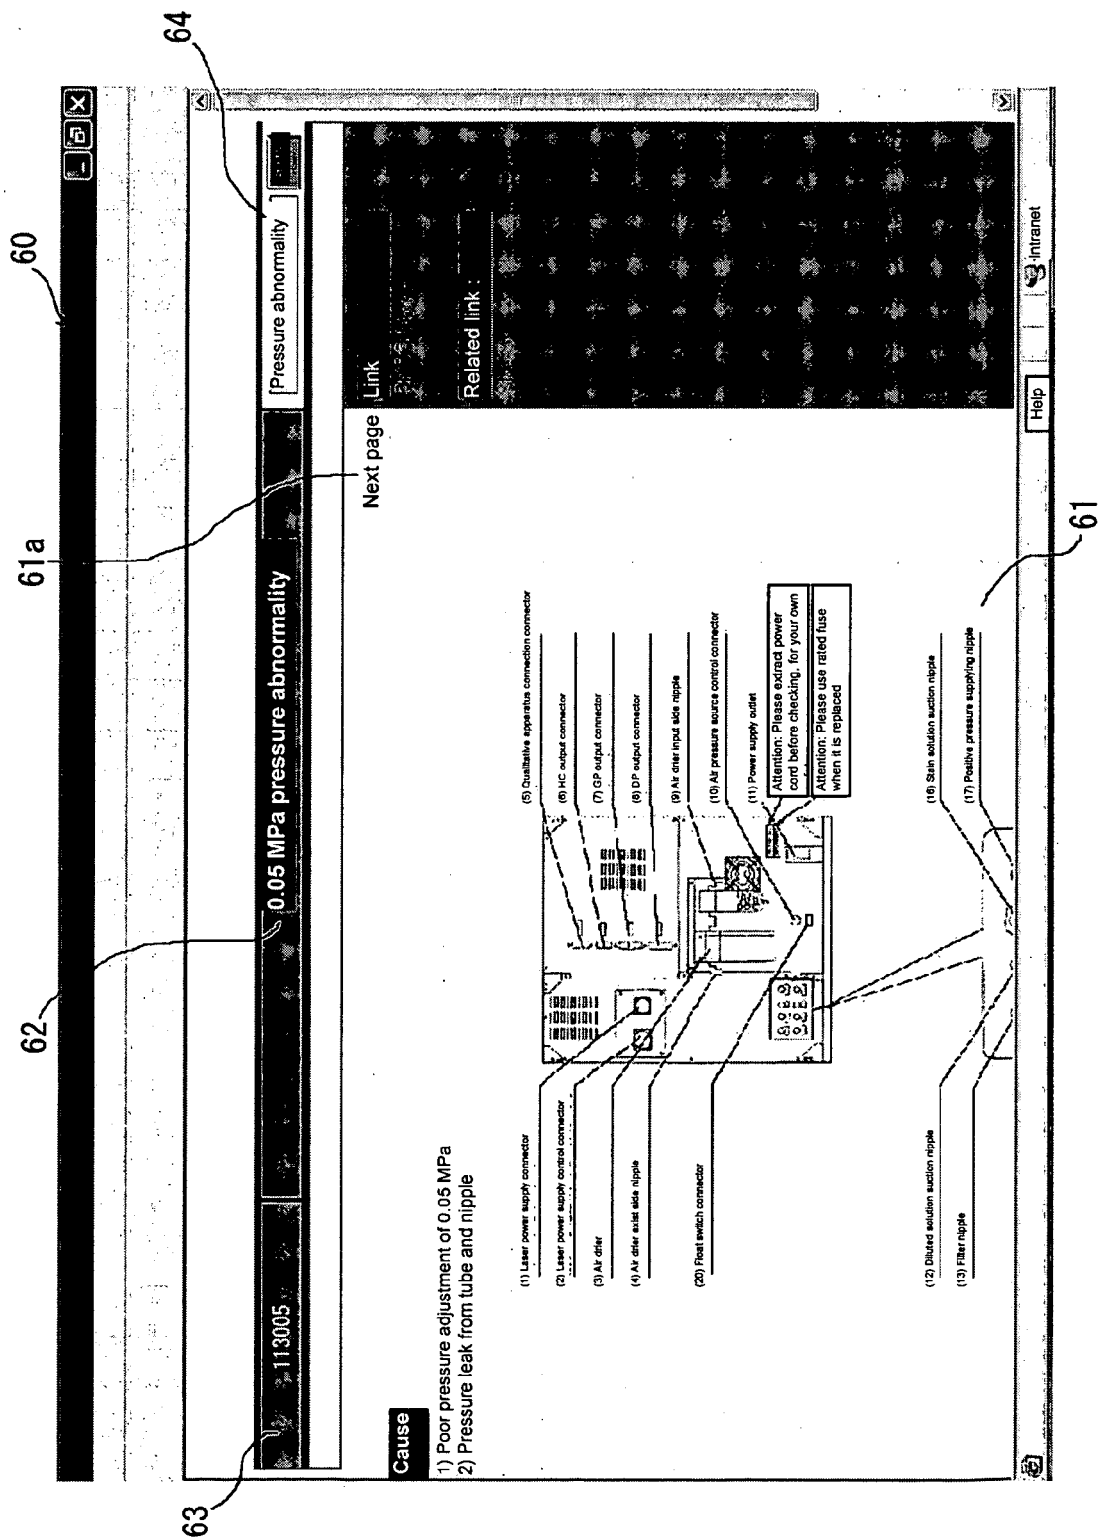 60
61a
62
63
64
113005
0.05 MPa pressure abnormality
[Pressure abnormality]
Next page
Link
Related link :
Cause
1) Poor pressure adjustment of 0.05 MPa
2) Pressure leak from tube and nipple
(1) Laser power supply connector
(2) Laser power supply control connector
(3) Air drier
(4) Air drier exist side nipple
(20) Float switch connector
(5) Qualitative apparatus connection connector
(6) HC output connector
(7) GP output connector
(8) DP output connector
(9) Air drier input side nipple
(10) Air pressure source control connector
(11) Power supply outlet
Attention: Please extract power
cord before checking, for your own
Attention: Please use rated fuse
when it is replaced
(12) Diluted solution suction nipple
(13) Filter nipple
(16) Stain solution suction nipple
(17) Positive pressure supplying nipple
61
Help
Intranet